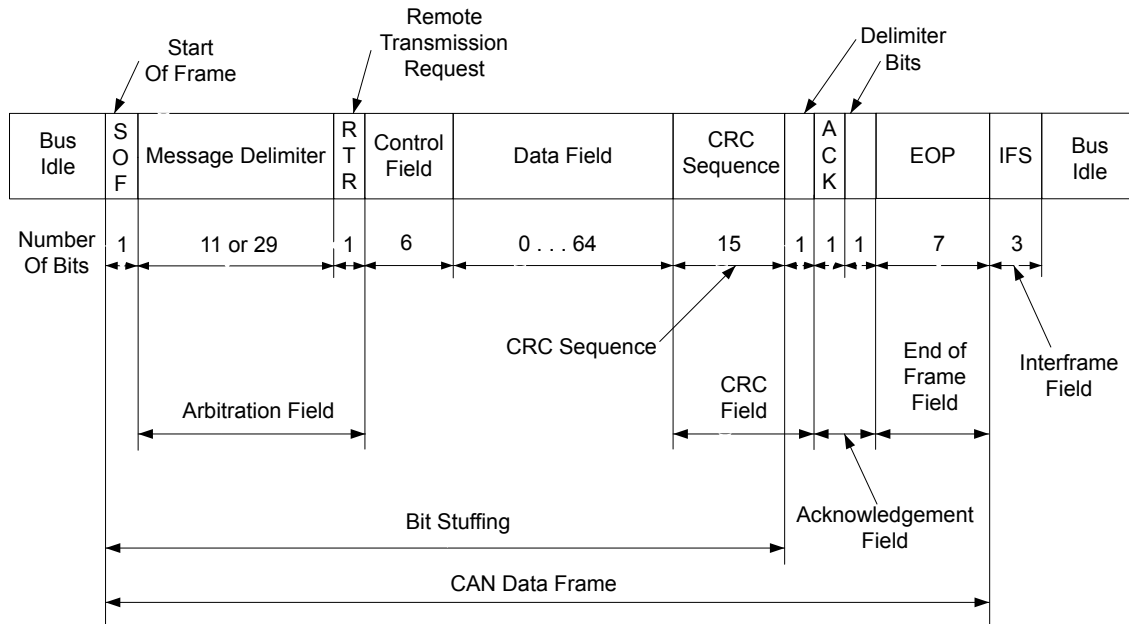 Start
Of Frame
Remote
Transmission
Request
Delimiter
Bits
Bus
Idle
S
O
F
Message Delimiter
R
T
R
Control
Field
Data Field
CRC
Sequence
A
C
K
EOP
IFS
Bus
Idle
Number
Of Bits
1
11 or 29
1
6
0 . . . 64
15
1
1
1
7
3
CRC Sequence
End of
Frame
Field
Interframe
Field
Arbitration Field
CRC
Field
Bit Stuffing
Acknowledgement
Field
CAN Data Frame